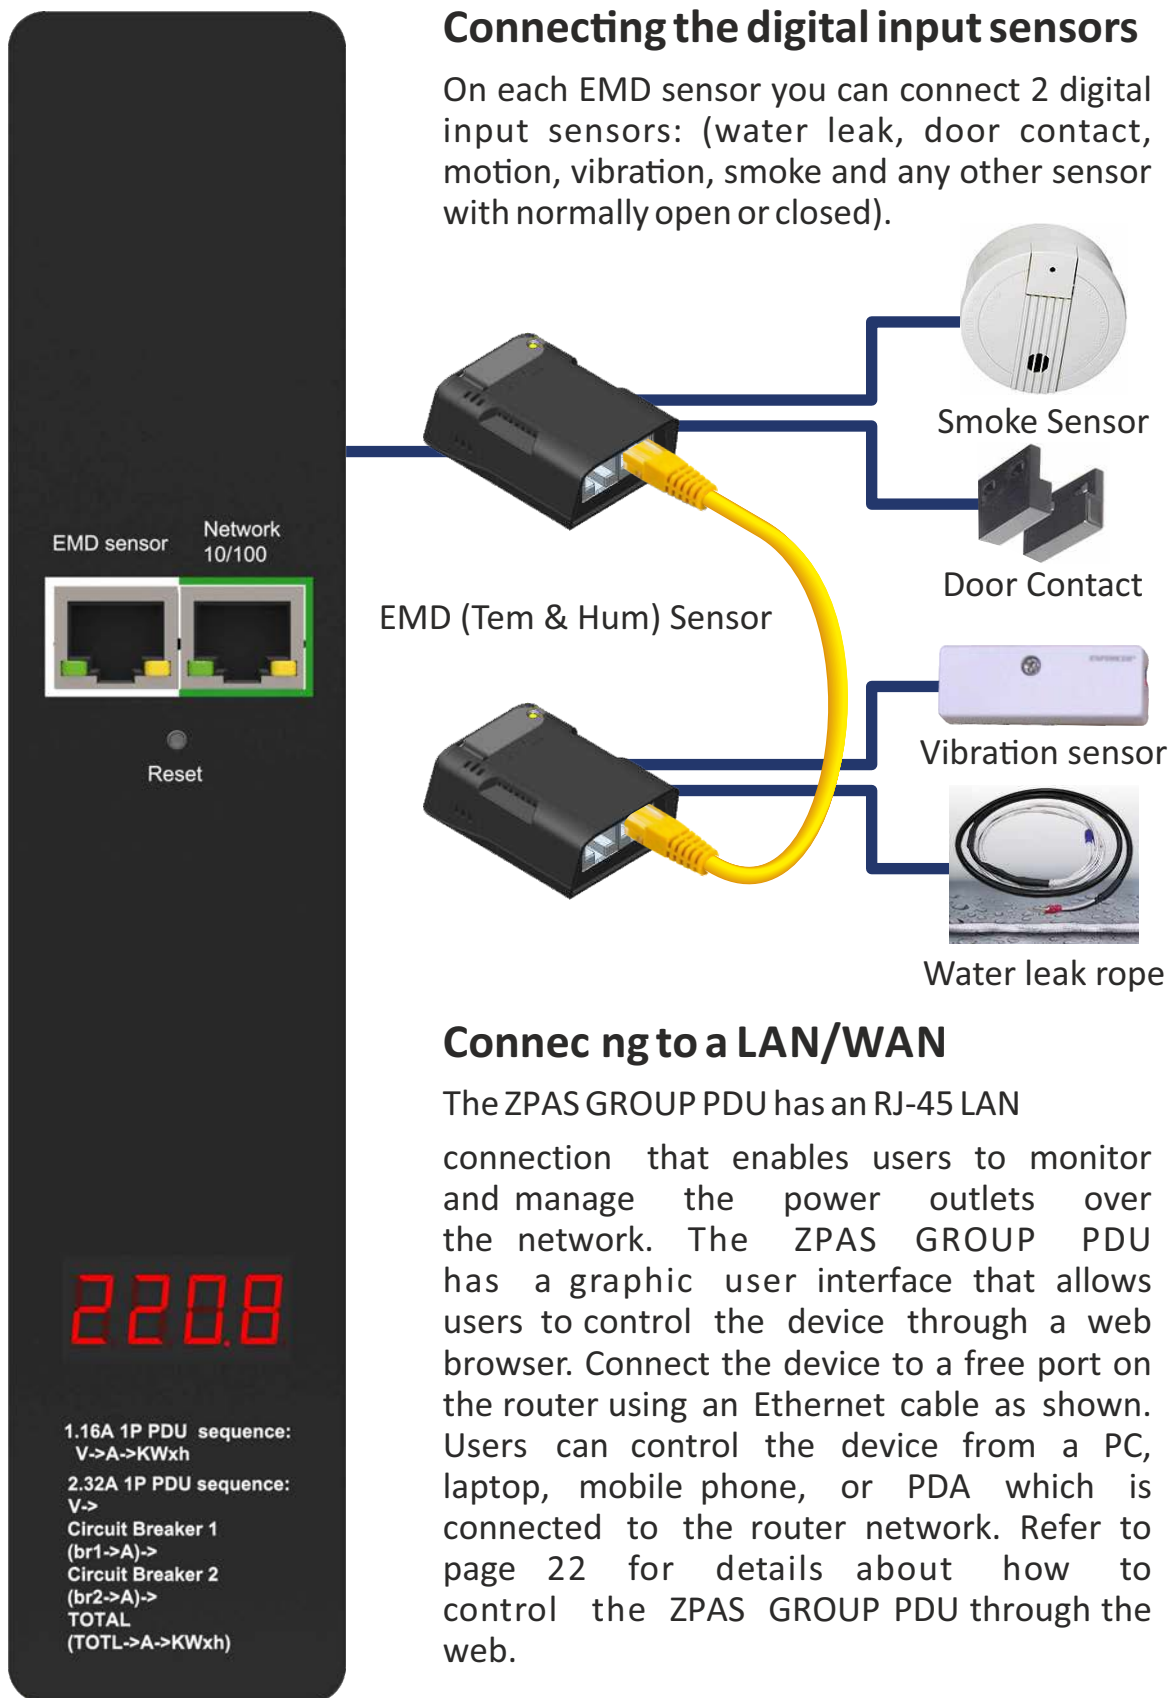 Connecting the digital input sensors
On each EMD sensor you can connect 2 digital
input sensors: (water leak, door contact,
motion, vibration, smoke and any other sensor
with normally open or closed).
Smoke Sensor
Door Contact
EMD sensor
Network
10/100
EMD (Tem & Hum) Sensor
Reset
Vibration sensor
Water leak rope
Connec ng to a LAN/WAN
The ZPAS GROUP PDU has an RJ-45 LAN
connection that enables users to monitor
and manage the power outlets over
the network. The ZPAS GROUP PDU
has a graphic user interface that allows
users to control the device through a web
browser. Connect the device to a free port on
the router using an Ethernet cable as shown.
Users can control the device from a PC,
laptop, mobile phone, or PDA which is
connected to the router network. Refer to
page 22 for details about how to
control the ZPAS GROUP PDU through the
web.
220.8
1.16A 1P PDU sequence:
V->A->KWxh
2.32A 1P PDU sequence:
V->
Circuit Breaker 1
(br1->A)->
Circuit Breaker 2
(br2->A)->
TOTAL
(TOTL->A->KWxh)